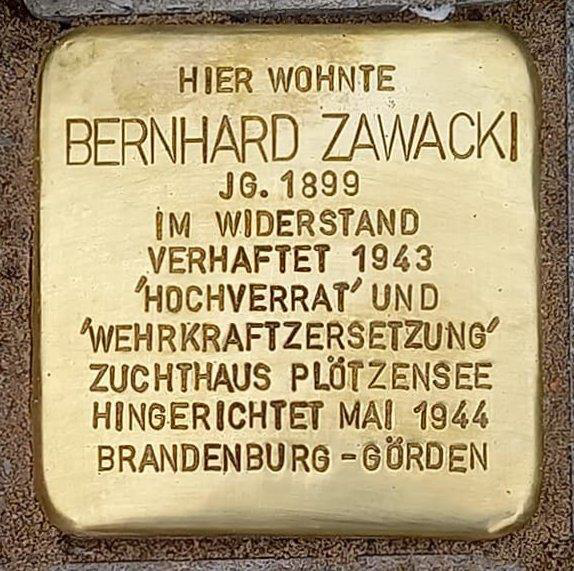 HIER WOHNTE
BERNHARD ZAWACKI
JG. 1899
IM WIDERSTAND
VERHAFTET 1943
'HOCHVERRAT' UND
'WEHRKRAFTZERSETZUNG'
ZUCHTHAUS PLÖTZENSEE
HINGERICHTET MAI 1944
BRANDENBURG - GÖRDEN